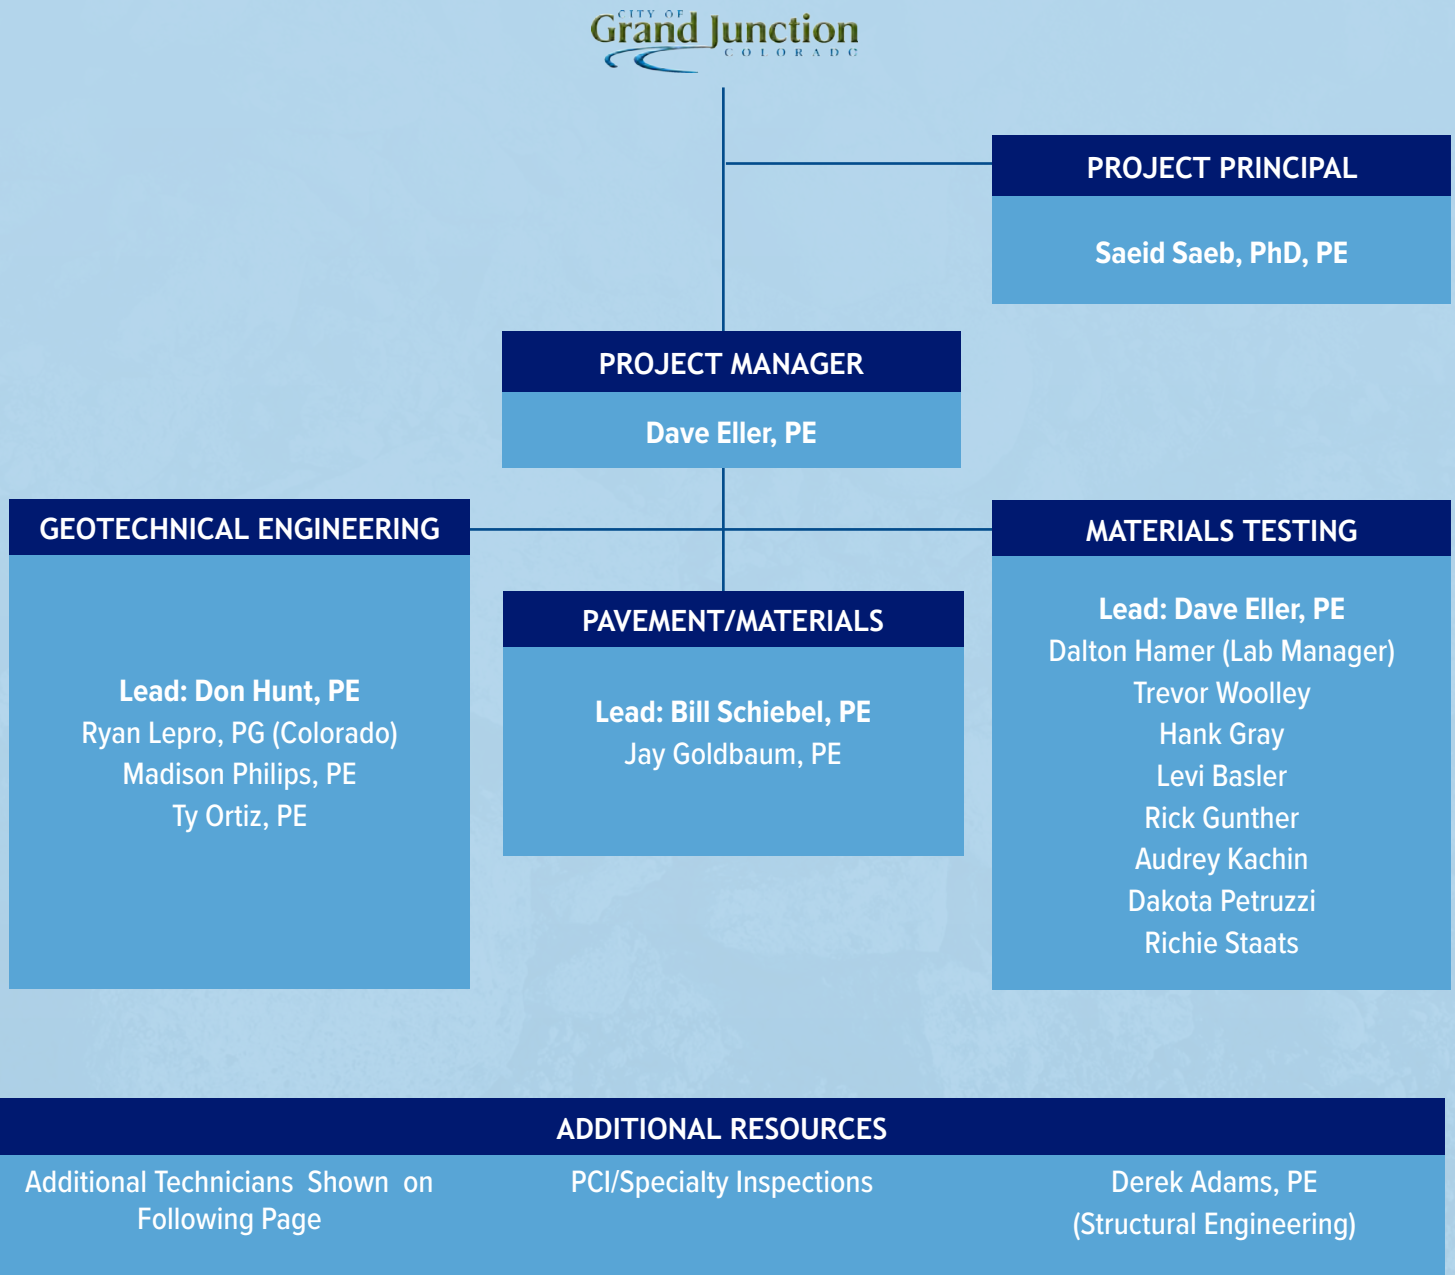 CITY OF
Grand Junction
COLORADO
PROJECT PRINCIPAL
Saeid Saeb, PhD, PE
PROJECT MANAGER
Dave Eller, PE
GEOTECHNICAL ENGINEERING
Lead: Don Hunt, PE
Ryan Lepro, PG (Colorado)
Madison Philips, PE
Ty Ortiz, PE
PAVEMENT/MATERIALS
Lead: Bill Schiebel, PE
Jay Goldbaum, PE
MATERIALS TESTING
Lead: Dave Eller, PE
Dalton Hamer (Lab Manager)
Trevor Woolley
Hank Gray
Levi Basler
Rick Gunther
Audrey Kachin
Dakota Petruzzi
Richie Staats
ADDITIONAL RESOURCES
Additional Technicians Shown on
Following Page
PCI/Specialty Inspections
Derek Adams, PE
(Structural Engineering)